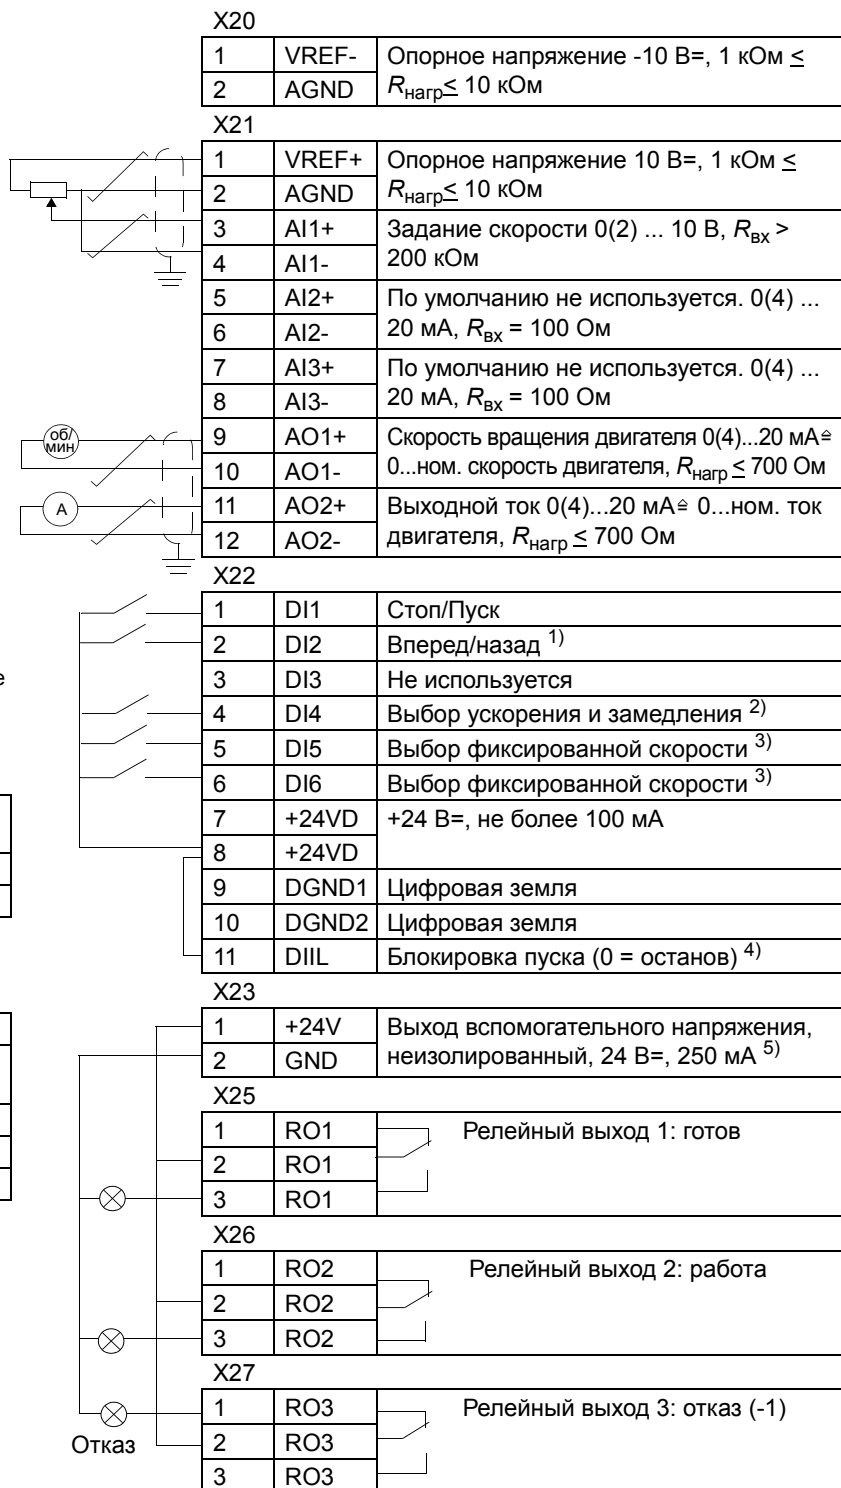 X20
1 VREF- Опорное напряжение -10 В=, 1 кОм ≤
2 AGND Rнагр≤ 10 кОм
X21
1 VREF+ Опорное напряжение 10 В=, 1 кОм ≤
2 AGND Rнагр≤ 10 кОм
3 AI1+ Задание скорости 0(2) ... 10 В, Rвх >
4 AI1- 200 кОм
5 AI2+ По умолчанию не используется. 0(4) ...
6 AI2- 20 мА, Rвх = 100 Ом
7 AI3+ По умолчанию не используется. 0(4) ...
8 AI3- 20 мА, Rвх = 100 Ом
об/
мин
9 AO1+ Скорость вращения двигателя 0(4)...20 мА≙
10 AO1- 0...ном. скорость двигателя, Rнагр ≤ 700 Ом
A
11 AO2+ Выходной ток 0(4)...20 мА≙ 0...ном. ток
12 AO2- двигателя, Rнагр ≤ 700 Ом
X22
1 DI1 Стоп/Пуск
2 DI2 Вперед/назад 1)
е
3 DI3 Не используется
4 DI4 Выбор ускорения и замедления 2)
5 DI5 Выбор фиксированной скорости 3)
6 DI6 Выбор фиксированной скорости 3)
7 +24VD +24 В=, не более 100 мА
8 +24VD
9 DGND1 Цифровая земля
10 DGND2 Цифровая земля
11 DIIL Блокировка пуска (0 = останов) 4)
X23
1 +24V Выход вспомогательного напряжения,
2 GND неизолированный, 24 В=, 250 мА 5)
X25
1 RO1 Релейный выход 1: готов
2 RO1
3 RO1
X26
1 RO2 Релейный выход 2: работа
2 RO2
3 RO2
X27
1 RO3 Релейный выход 3: отказ (-1)
Отказ
2 RO3
3 RO3